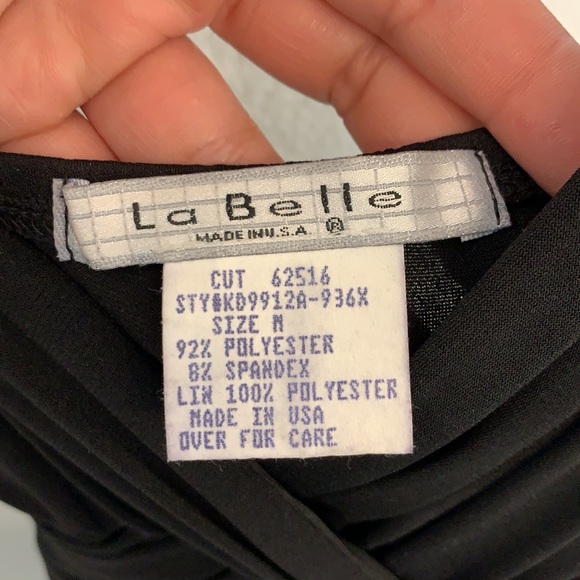 La Belle
MADE IN U.S.A. ®
CUT 62516
STY#KD9912A-936X
SIZE M
92% POLYESTER
8% SPANDEX
LIN 100% POLYESTER
MADE IN USA
OVER FOR CARE